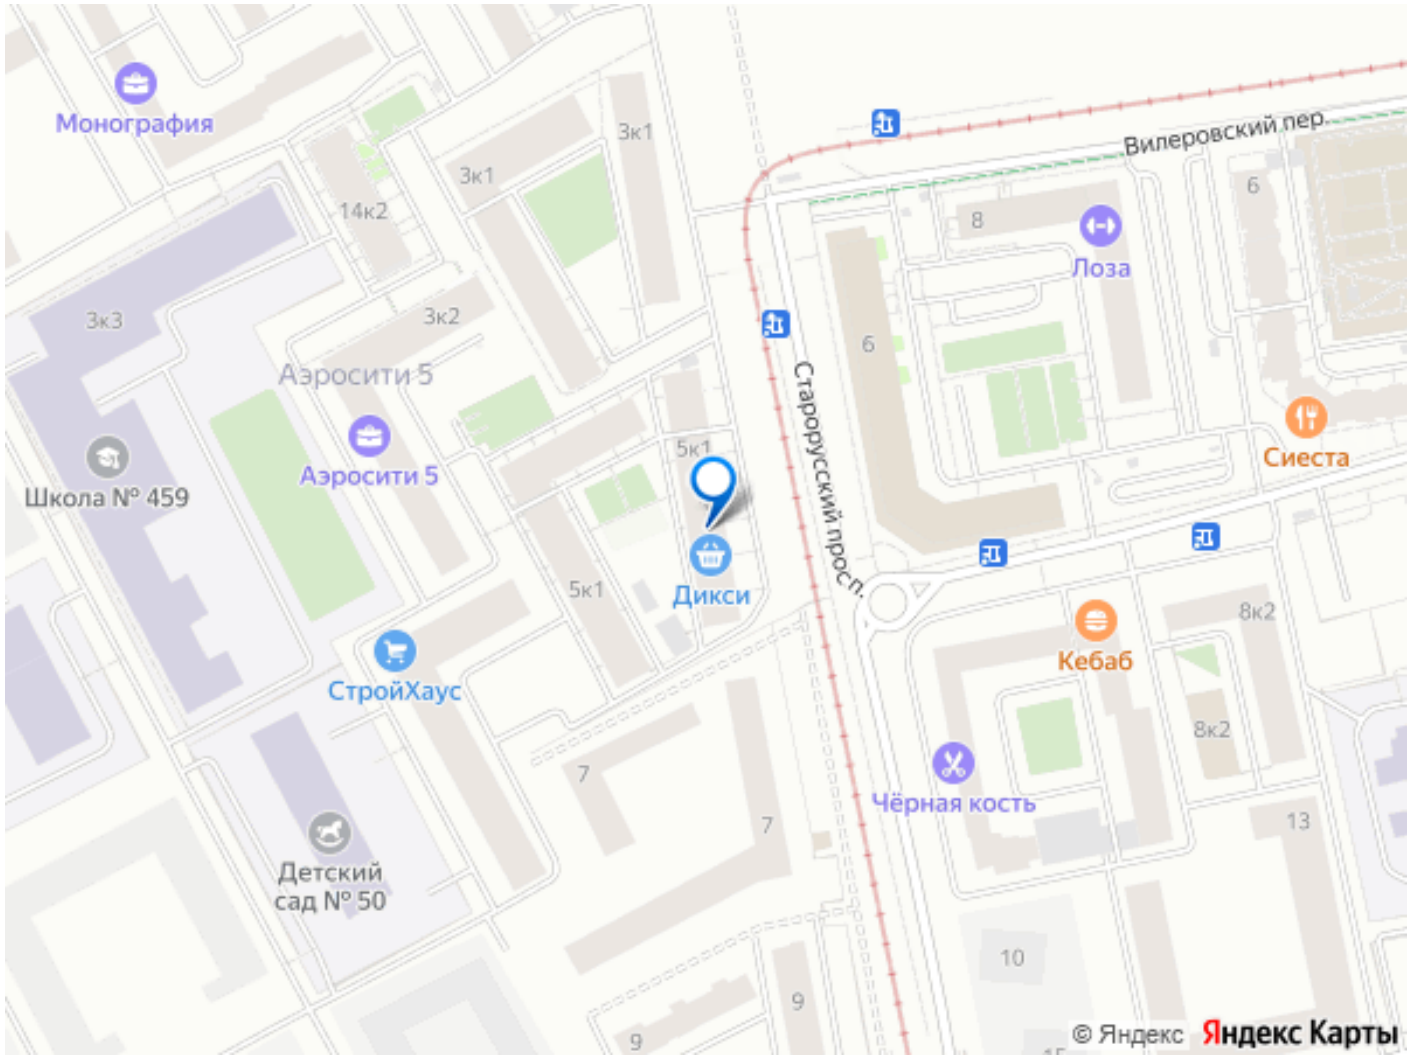 Монография
3к1
3к1
Вилеровский пер.
14к2
6
8
Лоза
3к3
3к2
6
Аэросити 5
Старорусский просп.
5к1
Сиеста
Аэросити 5
Школа № 459
5к1
Дикси
8к2
Кебаб
СтройХаус
8к2
7
Чёрная кость
7
13
Детский
сад № 50
10
9
9
15
© Яндекс Яндекс Карты